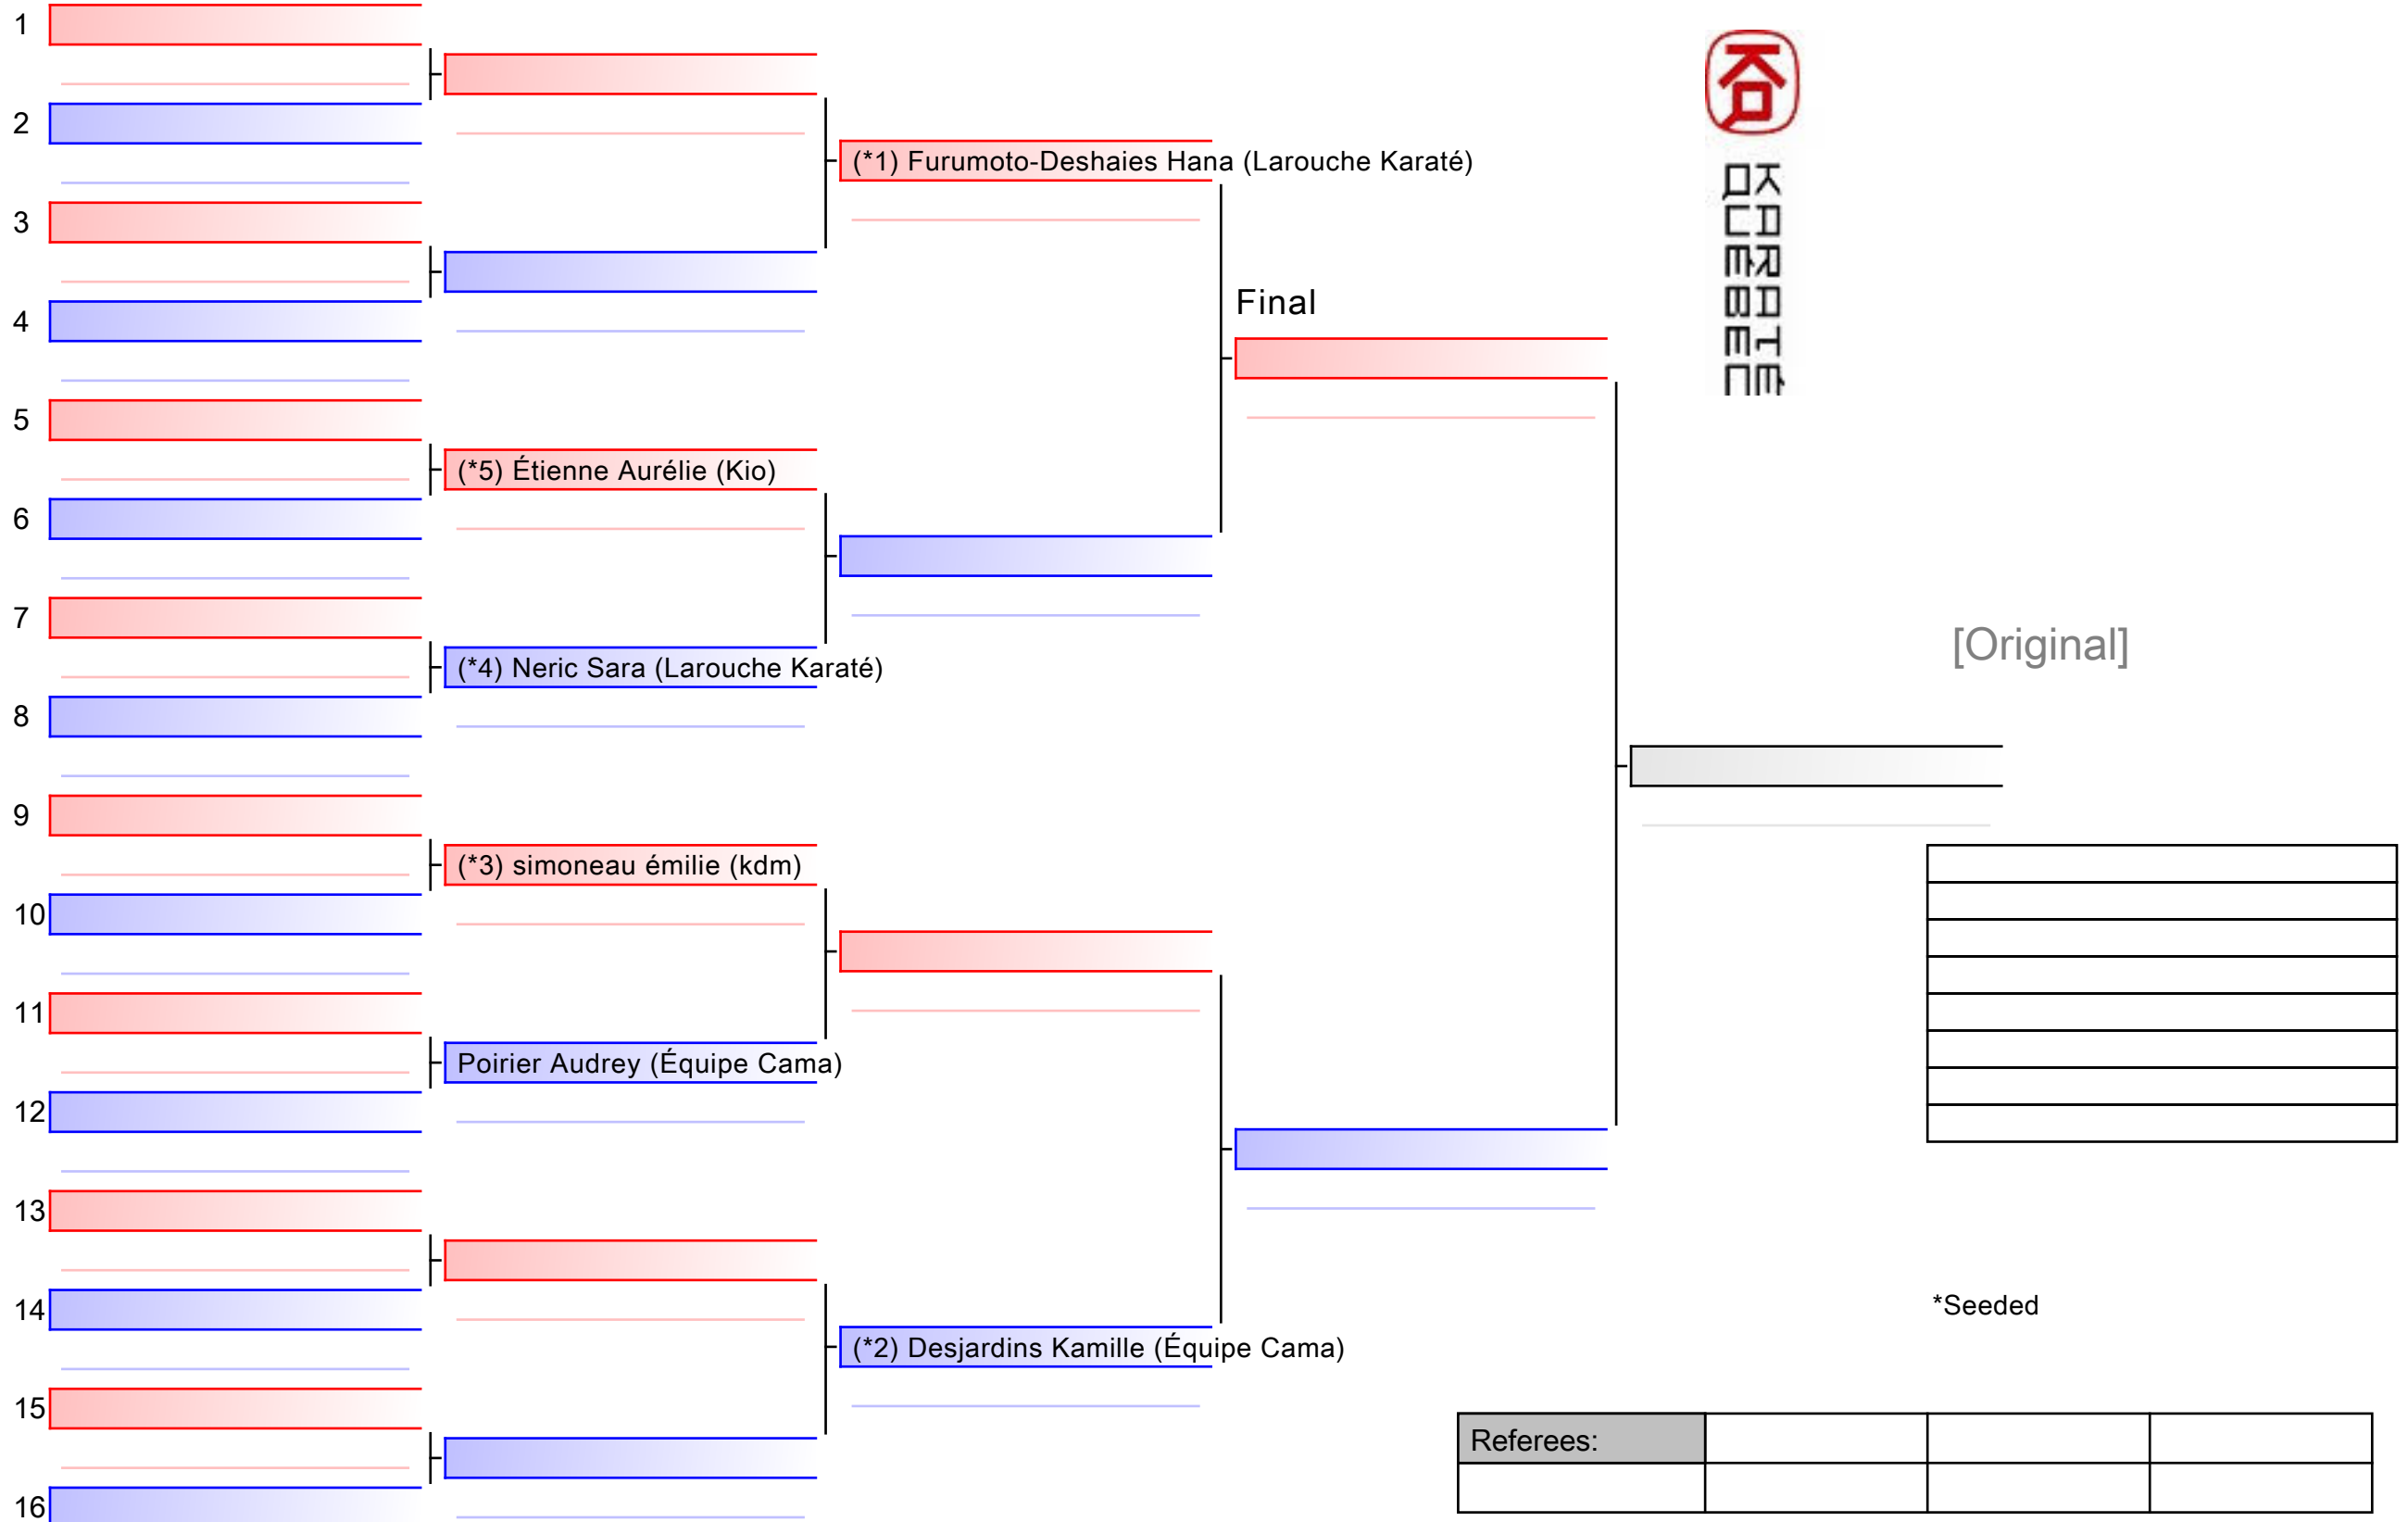 1
2
3
4
5
6
7
8
9
10
11
12
13
14
15
16
(*5) Étienne Aurélie (Kio)
(*4) Neric Sara (Larouche Karaté)
(*3) simoneau émilie (kdm)
Poirier Audrey (Équipe Cama)
(*1) Furumoto-Deshaies Hana (Larouche Karaté)
(*2) Desjardins Kamille (Équipe Cama)
Final
KARATÉ
QUÉBEC
[Original]
*Seeded
Referees: